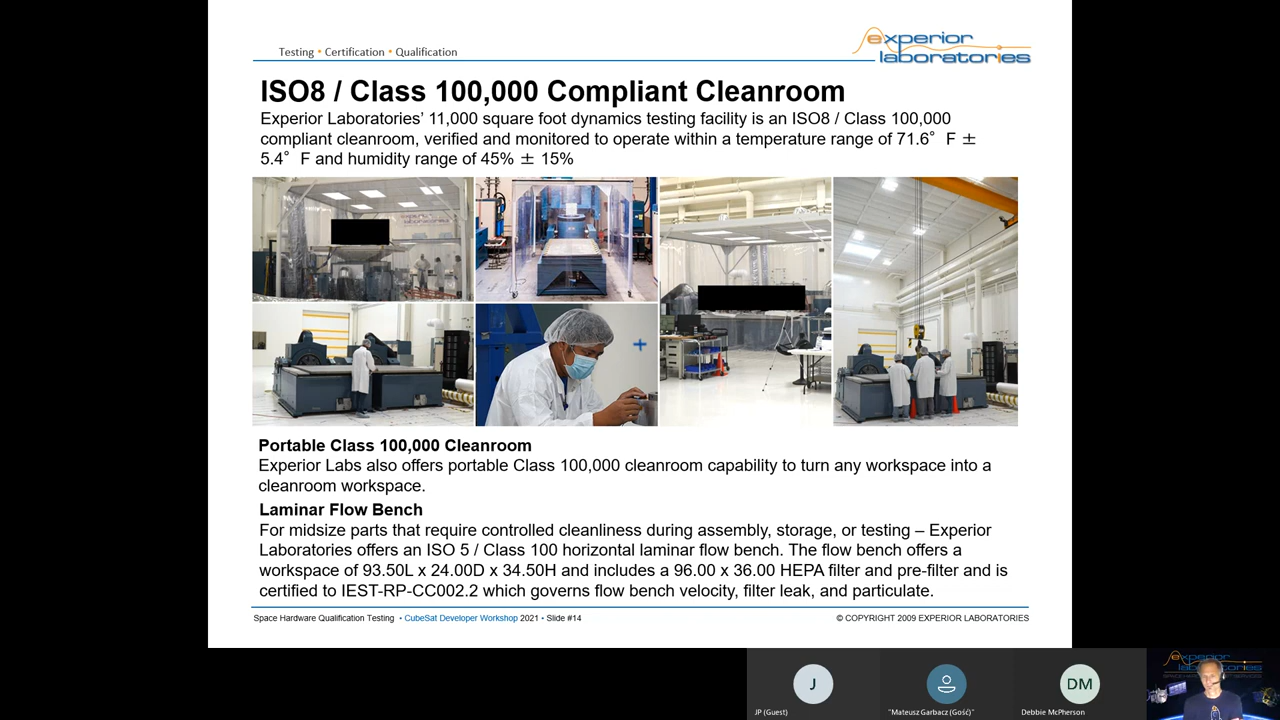 Testing • Certification • Qualification
experior
laboratories
ISO8 / Class 100,000 Compliant Cleanroom
Experior Laboratories’ 11,000 square foot dynamics testing facility is an ISO8 / Class 100,000
compliant cleanroom, verified and monitored to operate within a temperature range of 71.6° F ±
5.4° F and humidity range of 45% ± 15%
Portable Class 100,000 Cleanroom
Experior Labs also offers portable Class 100,000 cleanroom capability to turn any workspace into a
cleanroom workspace.
Laminar Flow Bench
For midsize parts that require controlled cleanliness during assembly, storage, or testing – Experior
Laboratories offers an ISO 5 / Class 100 horizontal laminar flow bench. The flow bench offers a
workspace of 93.50L x 24.00D x 34.50H and includes a 96.00 x 36.00 HEPA filter and pre-filter and is
certified to IEST-RP-CC002.2 which governs flow bench velocity, filter leak, and particulate.
Space Hardware Qualification Testing • CubeSat Developer Workshop 2021 • Slide #14
© COPYRIGHT 2009 EXPERIOR LABORATORIES
J
DM
JP (Guest)
"Mateusz Garbacz (Gość)"
Debbie McPherson
experior
laboratories